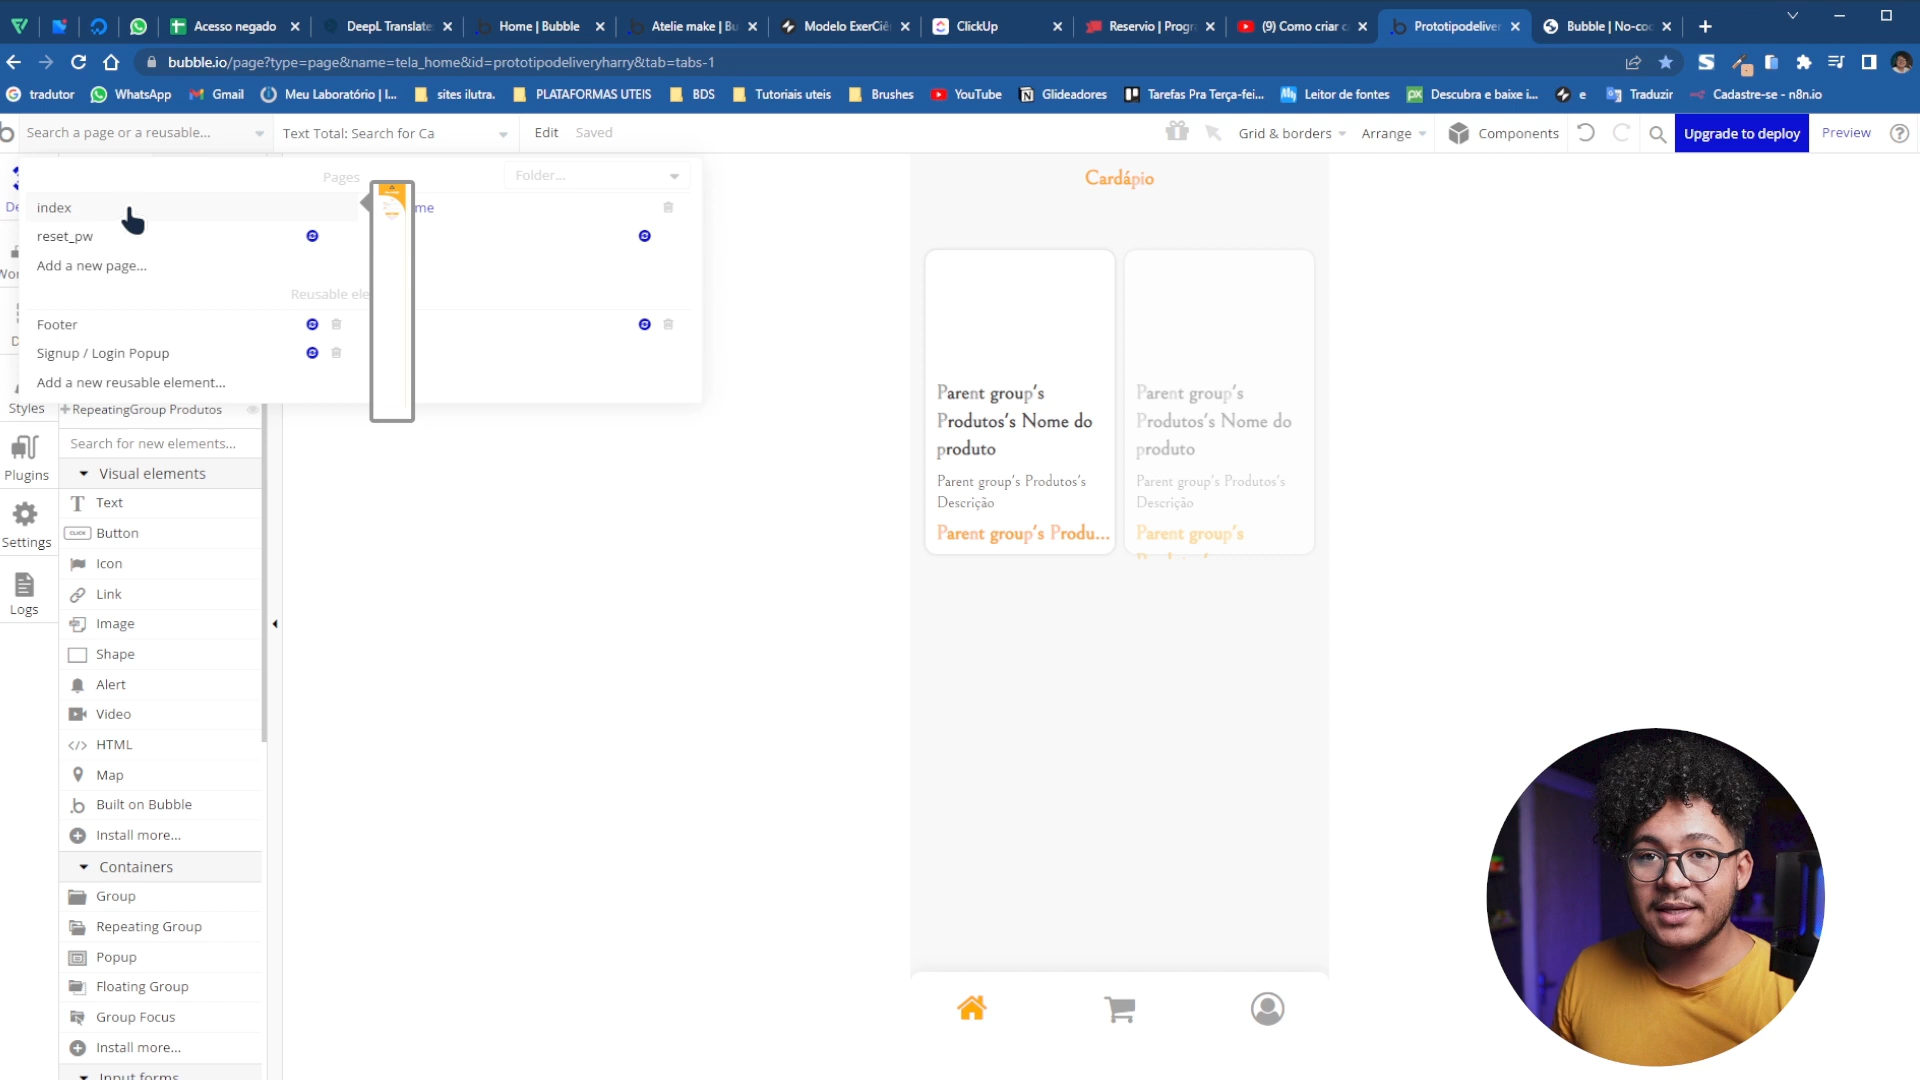 Acesso negado
DeepL Translate
Home | Bubble
Atelie make | Bu
Modelo ExerCiê
ClickUp
Reservio | Progr
(9) Como criar c
Prototipodeliver
Bubble | No-coc
bubble.io/page?type=page&name=tela_home&id=prototipodeliveryharry&tab=tabs-1
tradutor
WhatsApp
Gmail
Meu Laboratório | I...
sites ilutra.
PLATAFORMAS UTEIS
BDS
Tutoriais uteis
Brushes
YouTube
Glideadores
Tarefas Pra Terça-fei...
Leitor de fontes
Descubra e baixe i...
e
Traduzir
Cadastre-se - n8n.io
Search a page or a reusable...
Text Total: Search for Ca
Edit
Saved
Grid & borders
Arrange
Components
Upgrade to deploy
Preview
Pages
Folder...
index
me
reset_pw
Add a new page...
Reusable ele
Footer
Signup / Login Popup
Add a new reusable element...
Styles
RepeatingGroup Produtos
Search for new elements...
Plugins
Visual elements
Text
Settings
Button
Icon
Logs
Link
Image
Shape
Alert
Video
HTML
Map
Built on Bubble
Install more...
Containers
Group
Repeating Group
Popup
Floating Group
Group Focus
Install more...
Input forms
Cardápio
Parent group's
Produtos's Nome do
produto
Parent group's Produtos's
Descrição
Parent group's Produ...
Parent group's
Produtos's Nome do
produto
Parent group's Produtos's
Descrição
Parent group's